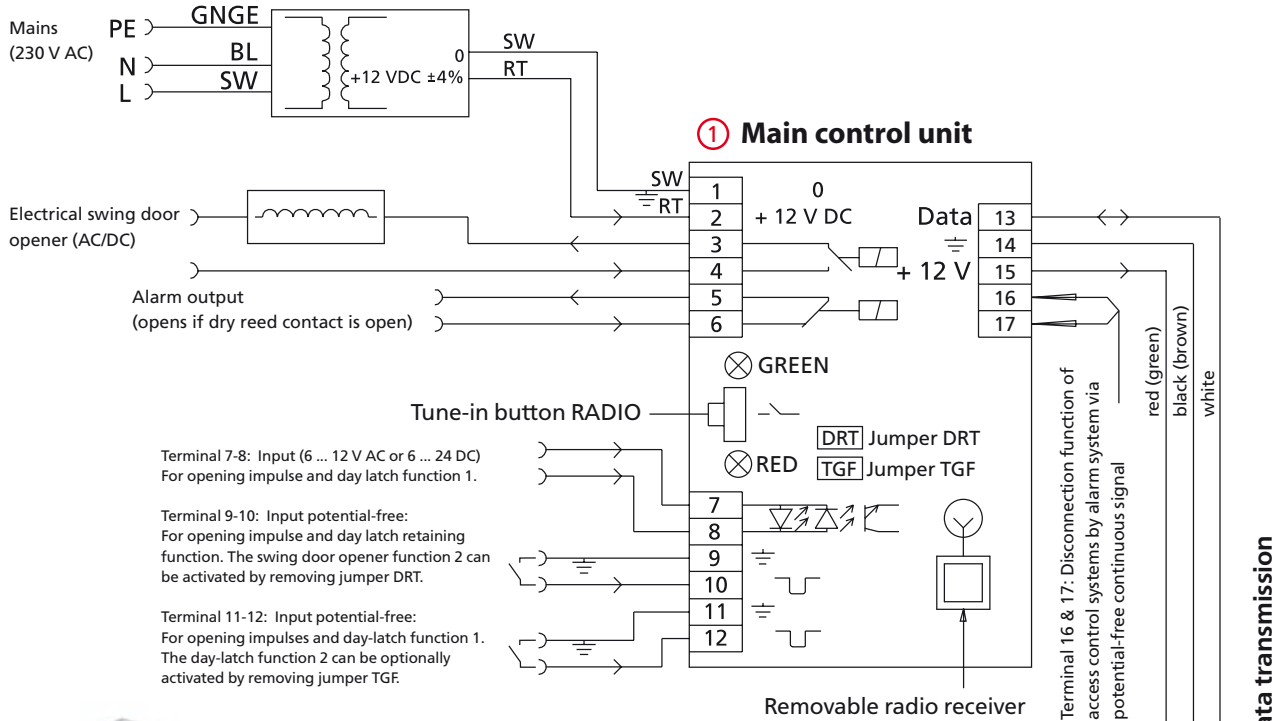 Mains
(230 V AC)
PE
GNGE
N
BL
L
SW
0
+12 VDC ±4%
SW
RT
1 Main control unit
SW
RT
1
0
2
+ 12 V DC
3
4
5
6
Data
13
14
+ 12 V
15
16
17
Electrical swing door
opener (AC/DC)
Alarm output
(opens if dry reed contact is open)
GREEN
Tune-in button RADIO
RED
DRT Jumper DRT
TGF Jumper TGF
Terminal 7-8: Input (6 ... 12 V AC or 6 ... 24 DC)
For opening impulse and day latch function 1.
Terminal 9-10: Input potential-free:
For opening impulse and day latch retaining
function. The swing door opener function 2 can
be activated by removing jumper DRT.
Terminal 11-12: Input potential-free:
For opening impulses and day-latch function 1.
The day-latch function 2 can be optionally
activated by removing jumper TGF.
7
8
9
10
11
12
Removable radio receiver
Terminal 16 & 17: Disconnection function of
access control systems by alarm system via
potential-free continuous signal
red (green)
black (brown)
white
transmission